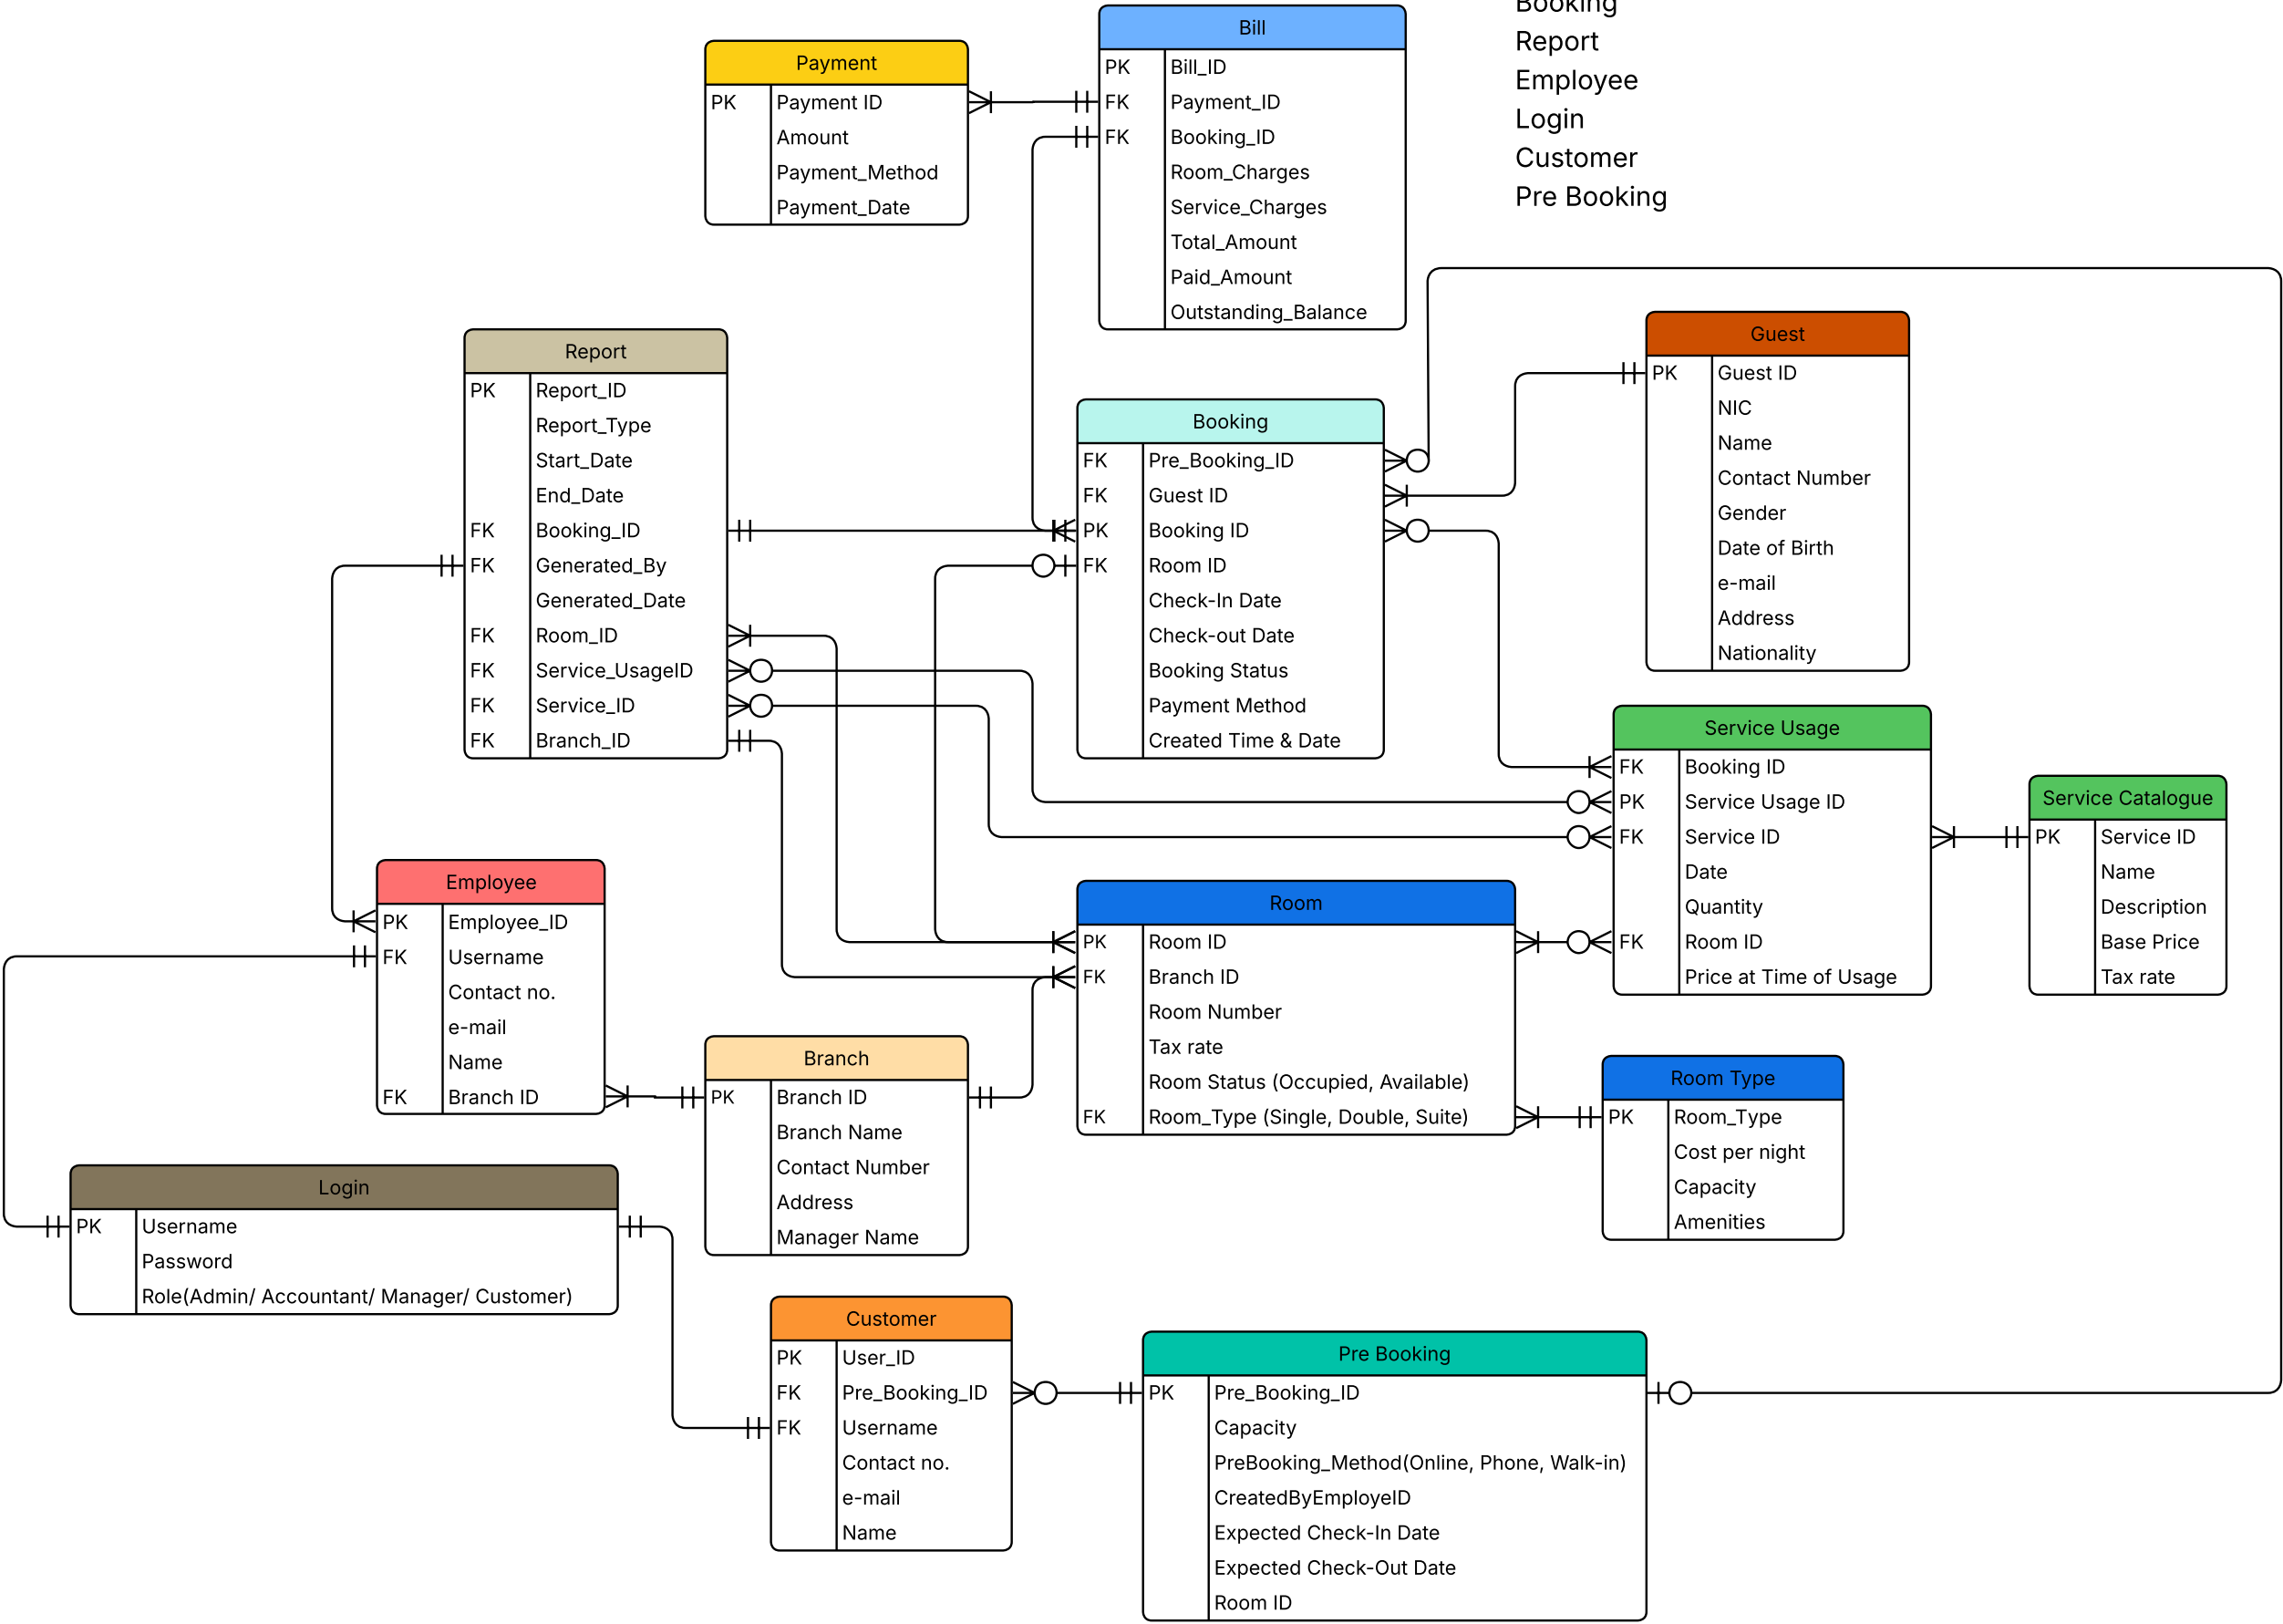 Booking
Report
Employee
Login
Customer
Pre Booking
Bill
PK Bill_ID
FK Payment_ID
FK Booking_ID
Room_Charges
Service_Charges
Total_Amount
Paid_Amount
Outstanding_Balance
Payment
PK Payment ID
Amount
Payment_Method
Payment_Date
Report
PK Report_ID
Report_Type
Start_Date
End_Date
FK Booking_ID
FK Generated_By
Generated_Date
FK Room_ID
FK Service_UsageID
FK Service_ID
FK Branch_ID
Booking
FK Pre_Booking_ID
FK Guest ID
PK Booking ID
FK Room ID
Check-In Date
Check-out Date
Booking Status
Payment Method
Created Time & Date
Guest
PK Guest ID
NIC
Name
Contact Number
Gender
Date of Birth
e-mail
Address
Nationality
Service Usage
FK Booking ID
PK Service Usage ID
FK Service ID
Date
Quantity
FK Room ID
Price at Time of Usage
Service Catalogue
PK Service ID
Name
Description
Base Price
Tax rate
Employee
PK Employee_ID
FK Username
Contact no.
e-mail
Name
FK Branch ID
Room
PK Room ID
FK Branch ID
Room Number
Tax rate
Room Status (Occupied, Available)
FK Room_Type (Single, Double, Suite)
Branch
PK Branch ID
Branch Name
Contact Number
Address
Manager Name
Room Type
PK Room_Type
Cost per night
Capacity
Amenities
Login
PK Username
Password
Role(Admin/ Accountant/ Manager/ Customer)
Customer
PK User_ID
FK Pre_Booking_ID
FK Username
Contact no.
e-mail
Name
Pre Booking
PK Pre_Booking_ID
Capacity
PreBooking_Method(Online, Phone, Walk-in)
CreatedByEmployeID
Expected Check-In Date
Expected Check-Out Date
Room ID